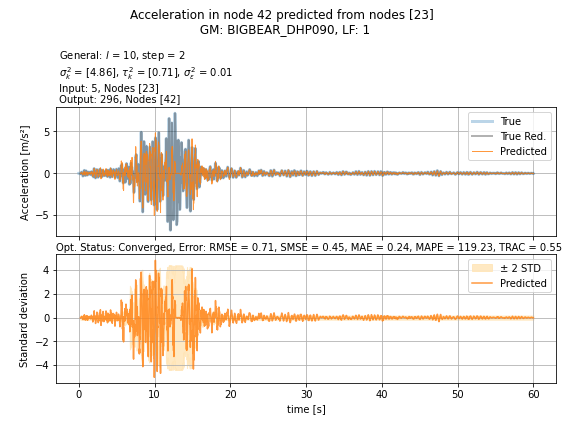 Acceleration in node 42 predicted from nodes [23]
GM: BIGBEAR_DHP090, LF: 1
General: l = 10, step = 2
σ²ₖ = [4.86], τ²ₖ = [0.71], σ²ε = 0.01
Input: 5, Nodes [23]
Output: 296, Nodes [42]
Acceleration [m/s²]
5
0
−5
True
True Red.
Predicted
Opt. Status: Converged, Error: RMSE = 0.71, SMSE = 0.45, MAE = 0.24, MAPE = 119.23, TRAC = 0.55
Standard deviation
4
2
0
−2
−4
± 2 STD
Predicted
0 10 20 30 40 50 60
time [s]